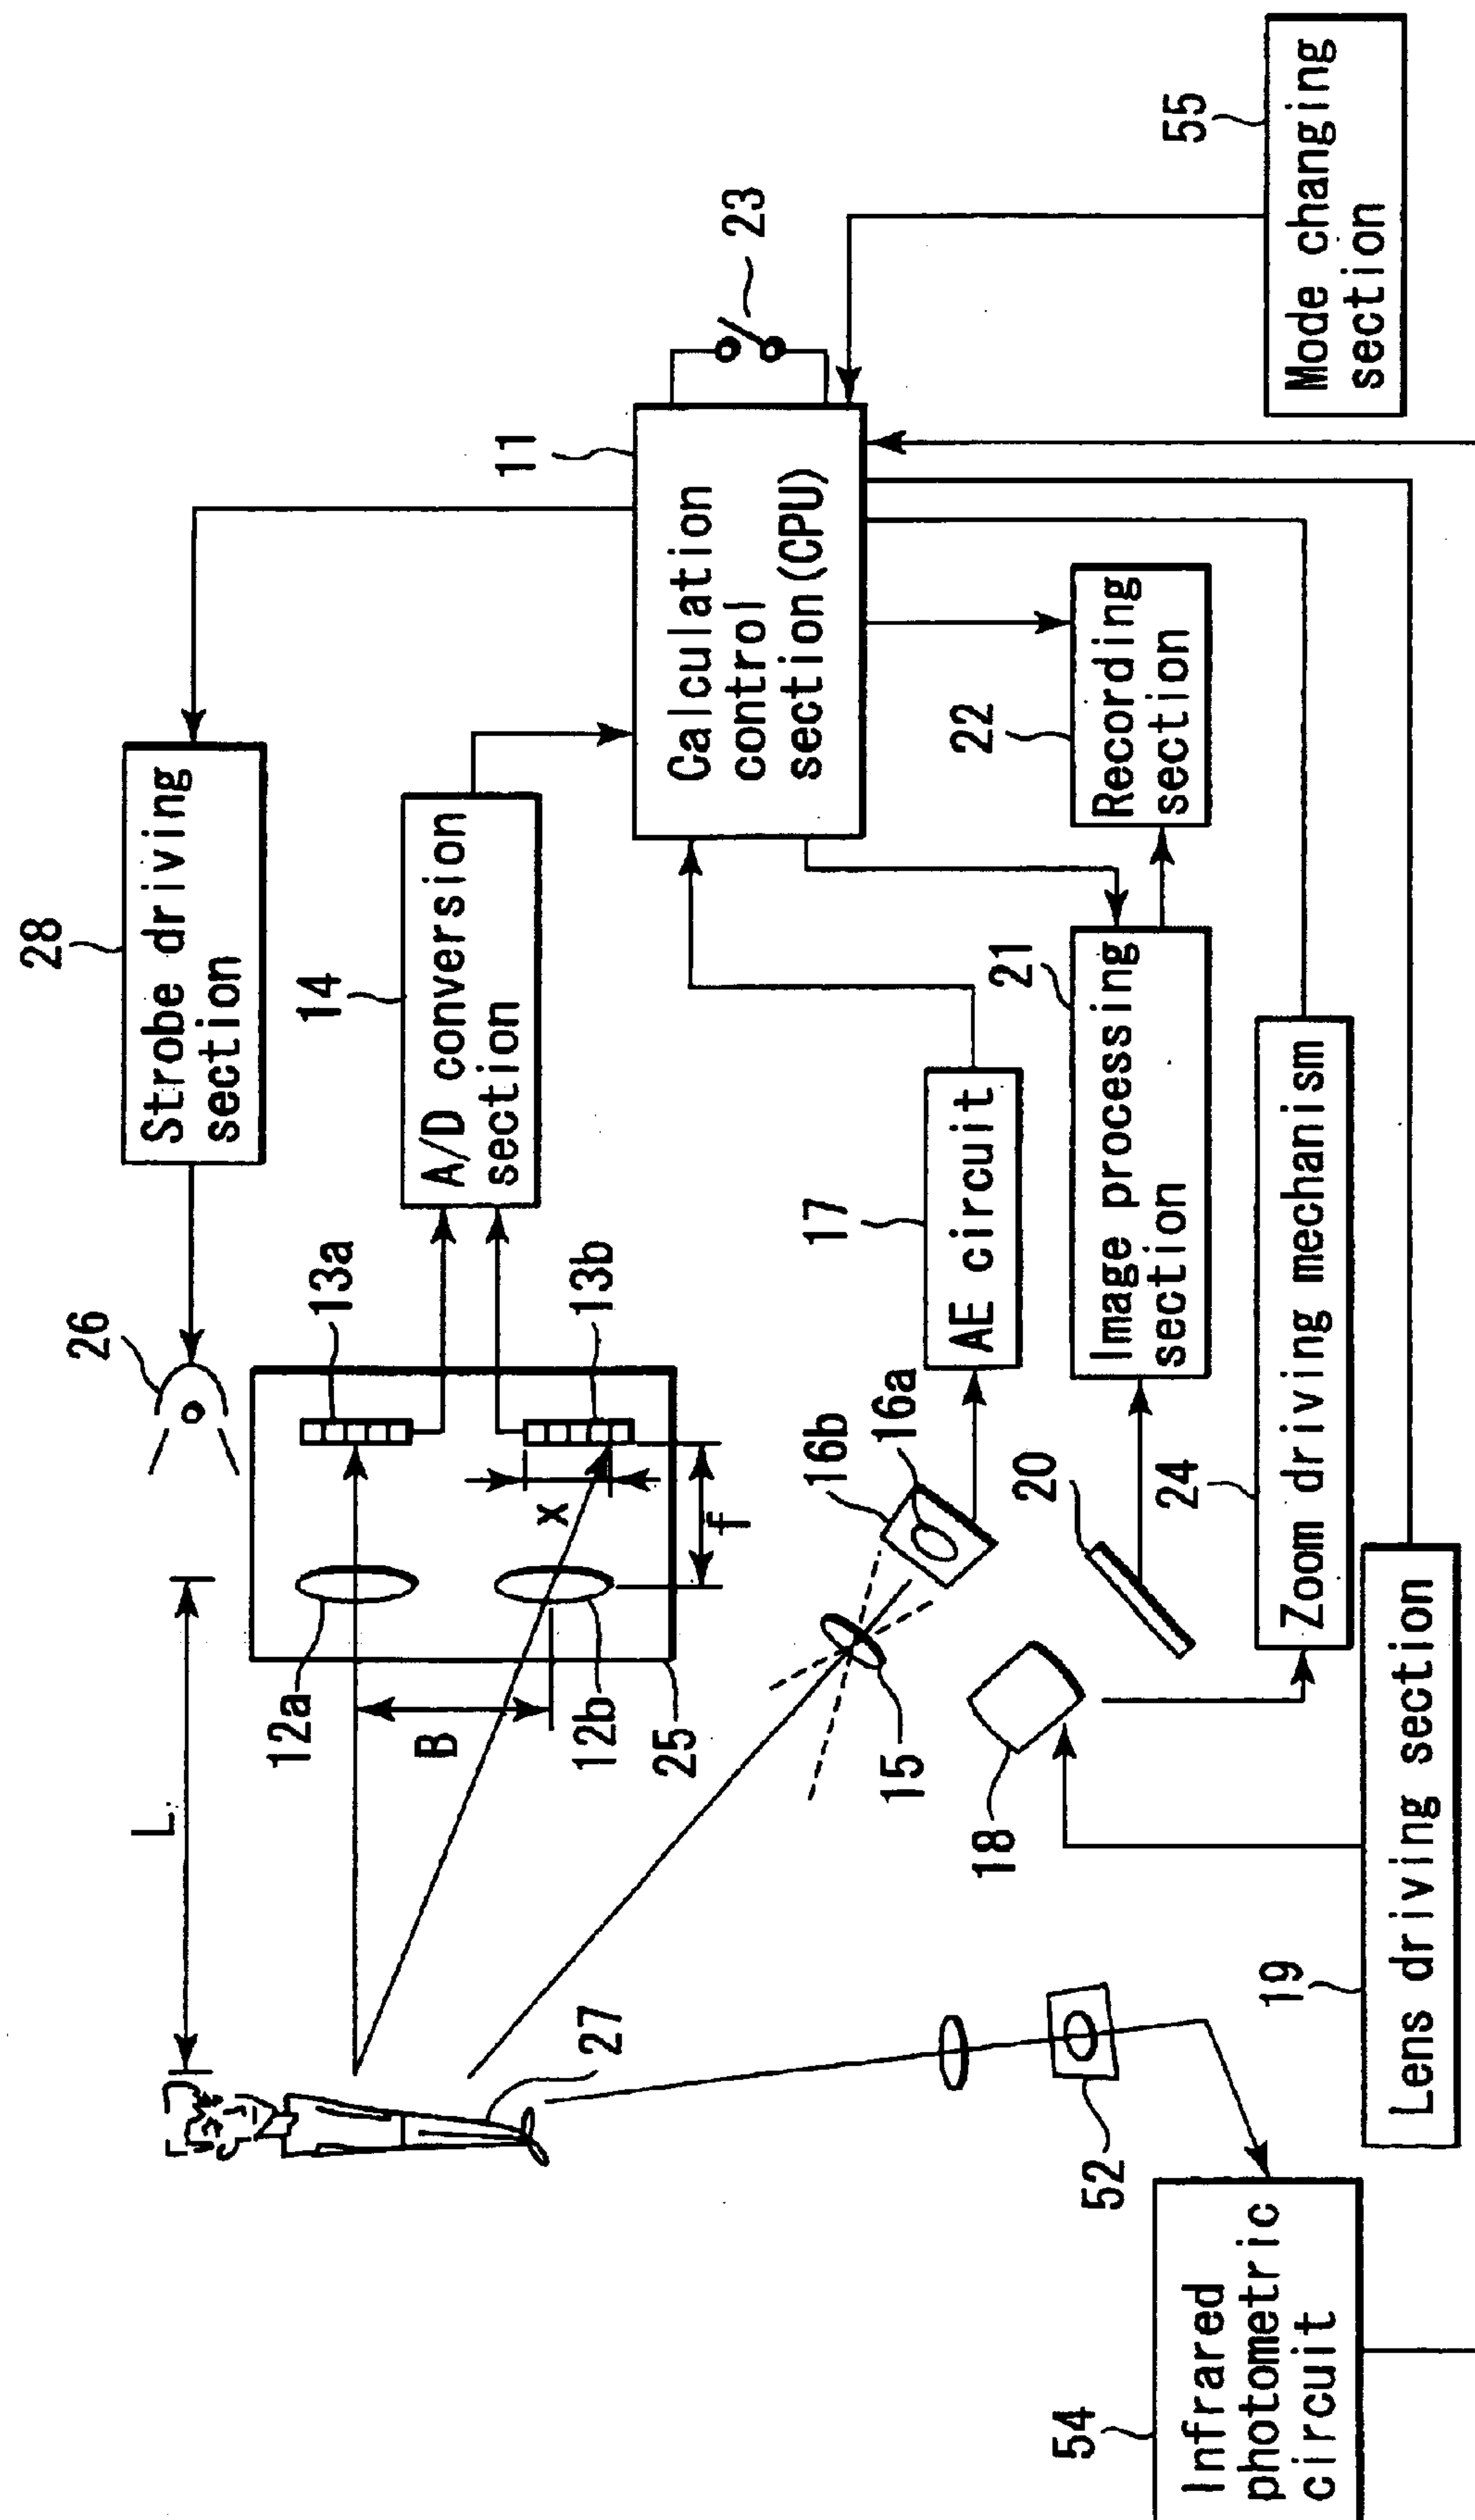 28
Strobe driving
section
26
14
A/D conversion
section
11
Calculation
control
section(CPU)
23
55
Mode changing
section
L
12a
B
12b
25
13a
13b
x
f
27
15
16b
16a
17
AE circuit
18
20
21
Image processing
section
22
Recording
section
24
Zoom driving mechanism
19
Lens driving section
52
54
Infrared
photometric
circuit